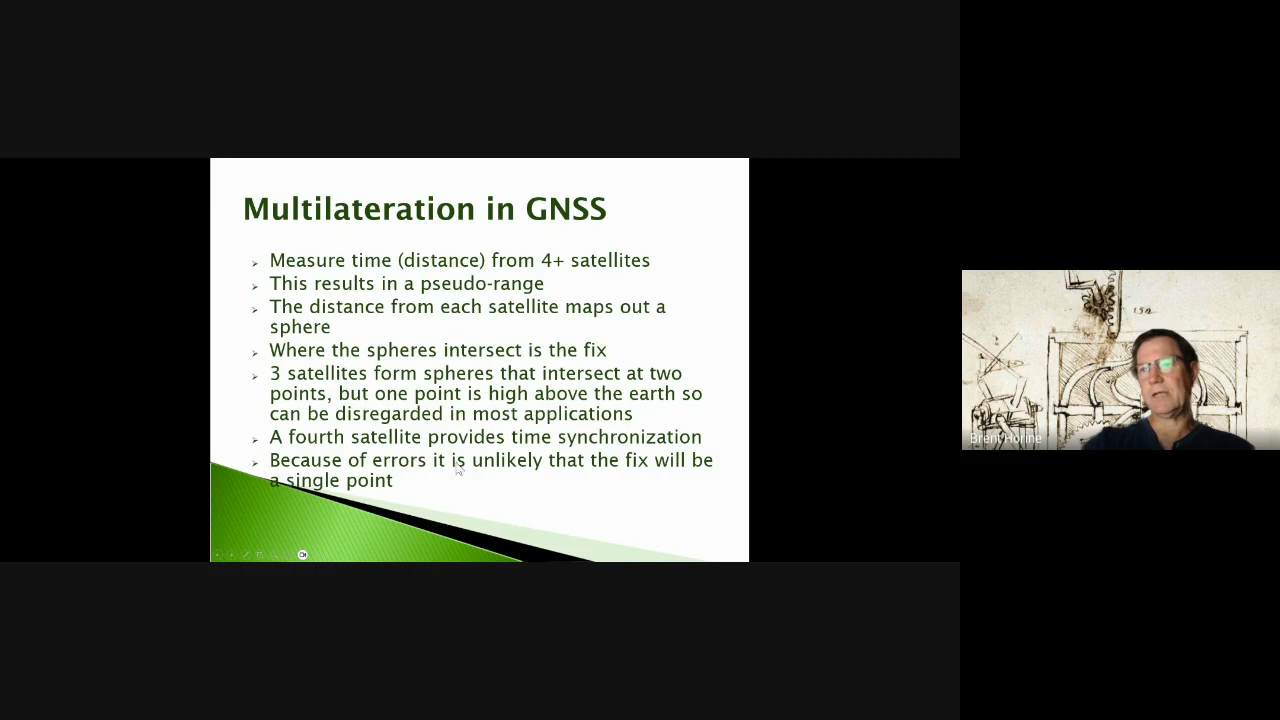 Multilateration in GNSS
Measure time (distance) from 4+ satellites
This results in a pseudo-range
The distance from each satellite maps out a
sphere
Where the spheres intersect is the fix
3 satellites form spheres that intersect at two
points, but one point is high above the earth so
can be disregarded in most applications
A fourth satellite provides time synchronization
Because of errors it is unlikely that the fix will be
a single point
Brent Horine